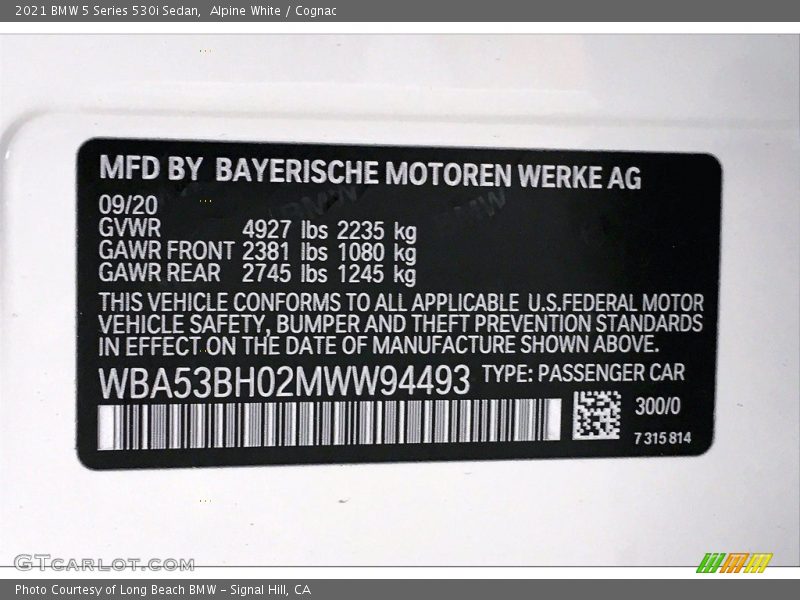 2021 BMW 5 Series 530i Sedan,  Alpine White / Cognac
MFD BY BAYERISCHE MOTOREN WERKE AG
09/20
GVWR 4927 lbs 2235 kg
GAWR FRONT 2381 lbs 1080 kg
GAWR REAR 2745 lbs 1245 kg
THIS VEHICLE CONFORMS TO ALL APPLICABLE U.S.FEDERAL MOTOR
VEHICLE SAFETY, BUMPER AND THEFT PREVENTION STANDARDS
IN EFFECT ON THE DATE OF MANUFACTURE SHOWN ABOVE.
WBA53BH02MWW94493 TYPE: PASSENGER CAR
300/0
7 315 814
GTCARLOT.COM
Photo Courtesy of Long Beach BMW - Signal Hill, CA